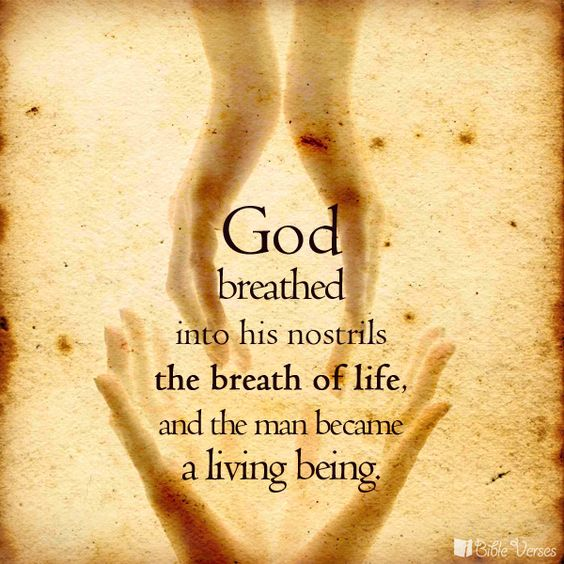 God
breathed
into his nostrils
the breath of life,
and the man became
a living being.
Bible Verses